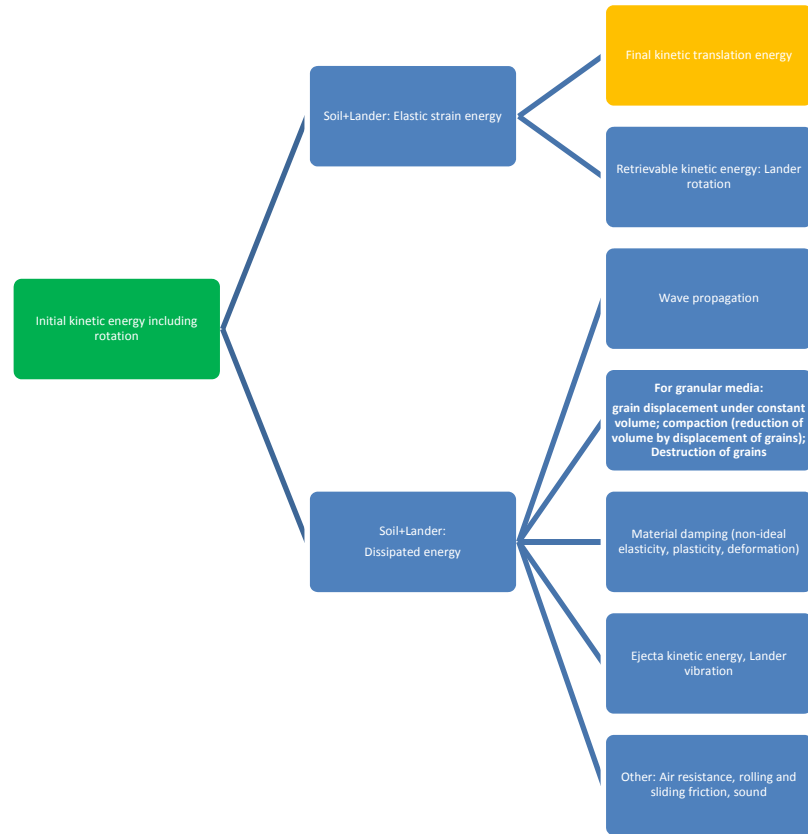 Final kinetic translation energy
Soil+Lander: Elastic strain energy
Retrievable kinetic energy: Lander
rotation
Initial kinetic energy including
rotation
Wave propagation
For granular media:
grain displacement under constant
volume; compaction (reduction of
volume by displacement of grains);
Destruction of grains
Soil+Lander:
Dissipated energy
Material damping (non-ideal
elasticity, plasticity, deformation)
Ejecta kinetic energy, Lander
vibration
Other: Air resistance, rolling and
sliding friction, sound